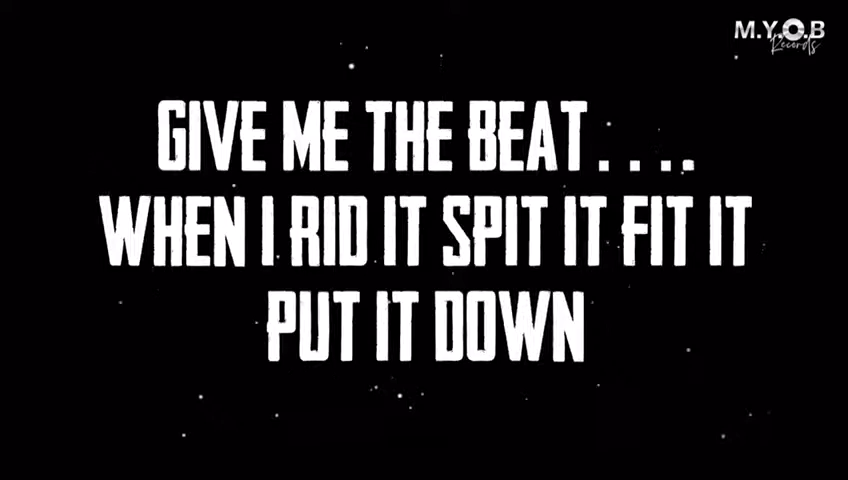 M.Y.O.B
Records
GIVE ME THE BEAT....
WHEN I RID IT SPIT IT FIT IT
PUT IT DOWN